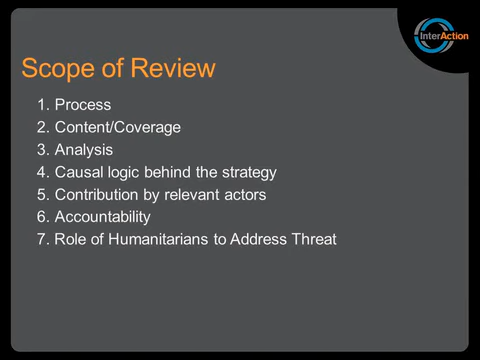 InterAction
Scope of Review
1. Process
2. Content/Coverage
3. Analysis
4. Causal logic behind the strategy
5. Contribution by relevant actors
6. Accountability
7. Role of Humanitarians to Address Threat